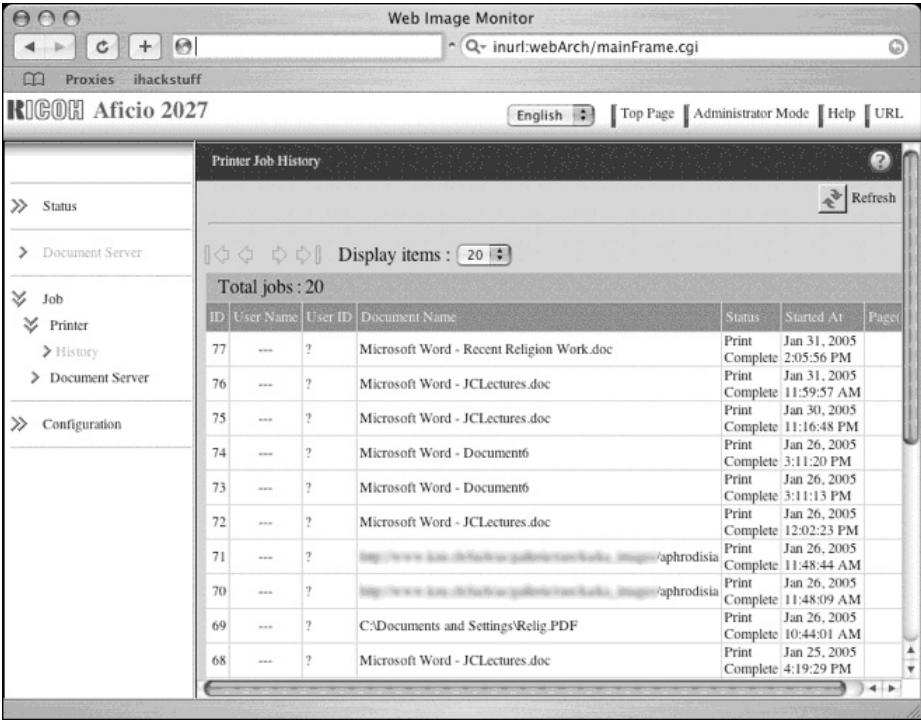 Web Image Monitor
inurl:webArch/mainFrame.cgi
Proxies ihackstuff
RICOH Aficio 2027
English Top Page Administrator Mode Help URL
Printer Job History
Refresh
Status
Document Server
Job
Printer
History
Document Server
Configuration
Display items : 20
Total jobs : 20
ID User Name User ID Document Name Status Started At Page(
77 --- ? Microsoft Word - Recent Religion Work.doc Print Complete Jan 31, 2005 2:05:56 PM
76 --- ? Microsoft Word - JCLectures.doc Print Complete Jan 31, 2005 11:59:57 AM
75 --- ? Microsoft Word - JCLectures.doc Print Complete Jan 30, 2005 11:16:48 PM
74 --- ? Microsoft Word - Document6 Print Complete Jan 26, 2005 3:11:20 PM
73 --- ? Microsoft Word - Document6 Print Complete Jan 26, 2005 3:11:13 PM
72 --- ? Microsoft Word - JCLectures.doc Print Complete Jan 26, 2005 12:02:23 PM
71 --- ? /aphrodisia Print Complete Jan 26, 2005 11:48:44 AM
70 --- ? /aphrodisia Print Complete Jan 26, 2005 11:48:09 AM
69 --- ? C:\Documents and Settings\Relig.PDF Print Complete Jan 26, 2005 10:44:01 AM
68 --- ? Microsoft Word - JCLectures.doc Print Complete Jan 25, 2005 4:19:29 PM